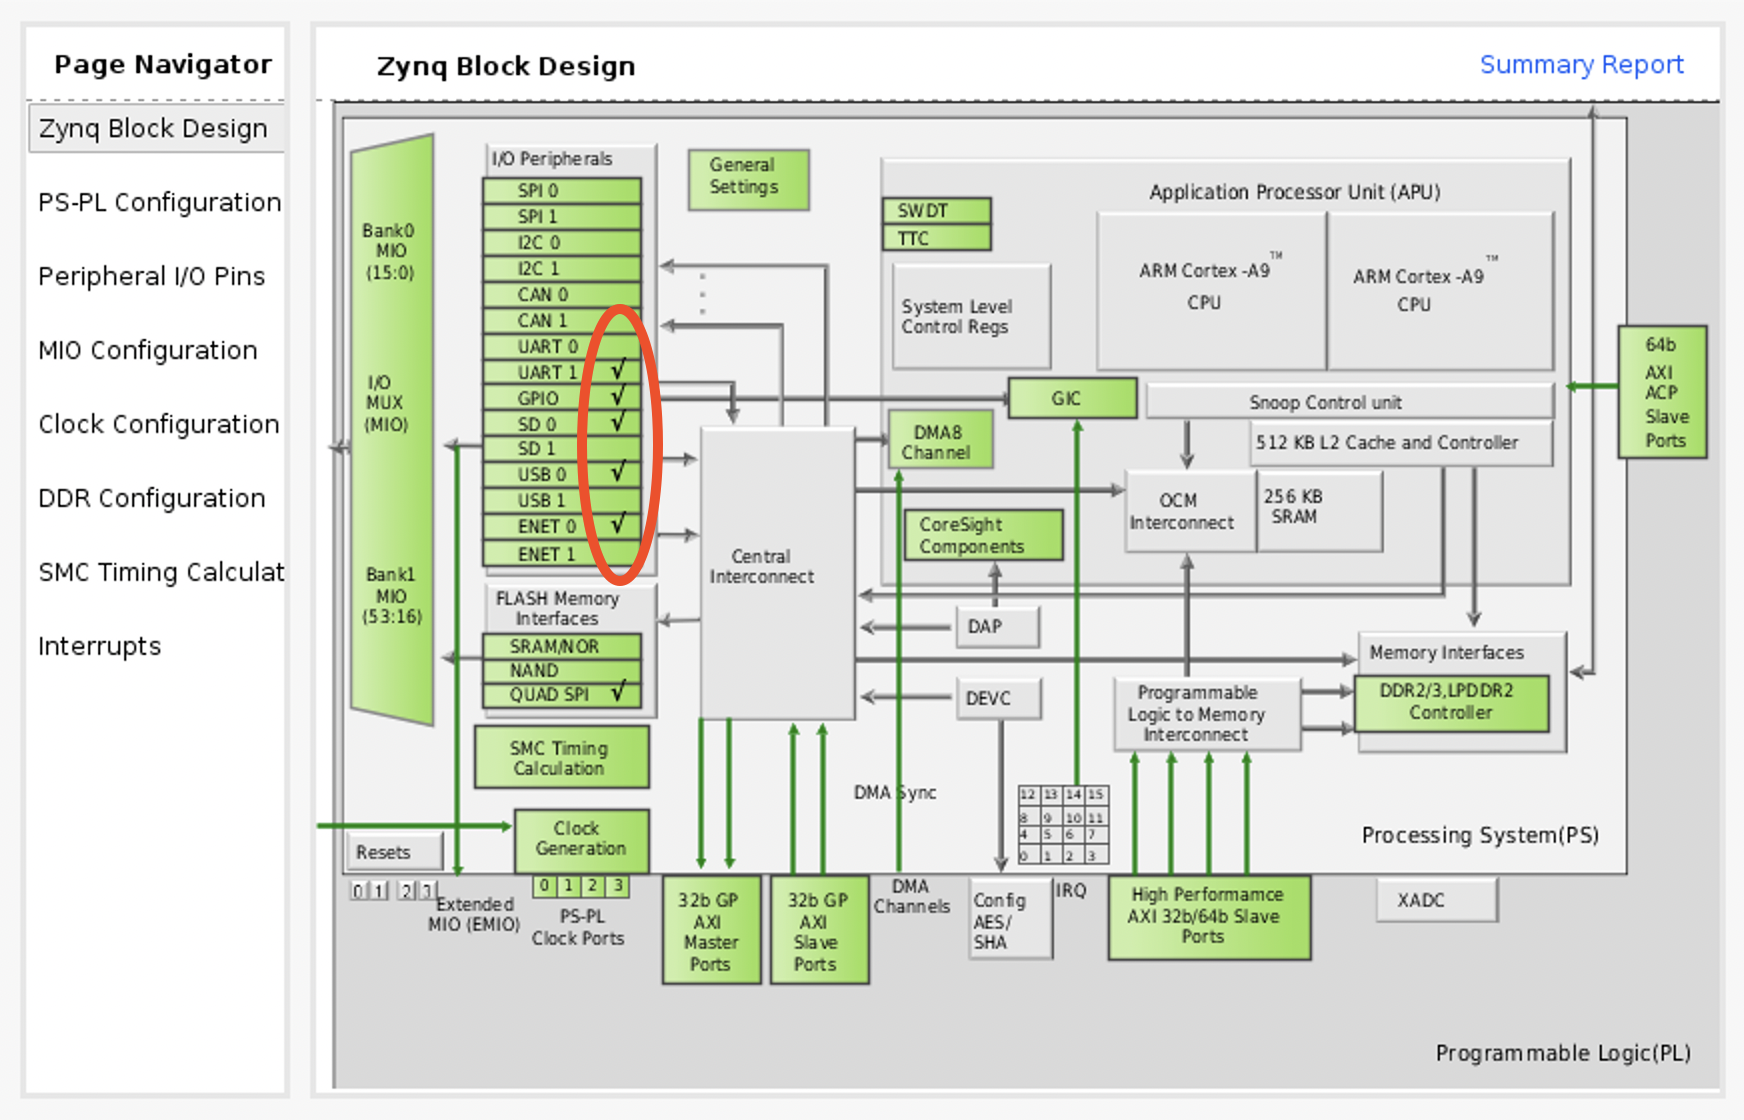 Page Navigator
Zynq Block Design
PS-PL Configuration
Peripheral I/O Pins
MIO Configuration
Clock Configuration
DDR Configuration
SMC Timing Calculat
Interrupts
Zynq Block Design
Summary Report
Bank0
MIO
(15:0)
I/O
MUX
(MIO)
Bank1
MIO
(53:16)
I/O Peripherals
SPI 0
SPI 1
I2C 0
I2C 1
CAN 0
CAN 1
UART 0
UART 1 √
GPIO √
SD 0 √
SD 1
USB 0 √
USB 1
ENET 0 √
ENET 1
FLASH Memory
Interfaces
SRAM/NOR
NAND
QUAD SPI √
SMC Timing
Calculation
Clock
Generation
Resets
0 1 2 3
Extended
MIO (EMIO)
0 1 2 3
PS-PL
Clock Ports
General
Settings
Central
Interconnect
32b GP
AXI
Master
Ports
32b GP
AXI
Slave
Ports
SWDT
TTC
System Level
Control Regs
Application Processor Unit (APU)
ARM Cortex -A9™
CPU
ARM Cortex -A9™
CPU
GIC
Snoop Control unit
512 KB L2 Cache and Controller
DMA8
Channel
CoreSight
Components
OCM
Interconnect
256 KB
SRAM
DAP
DEVC
DMA Sync
DMA
Channels
Config
AES/
SHA
12 13 14 15
8 9 10 11
4 5 6 7
0 1 2 3
IRQ
Programmable
Logic to Memory
Interconnect
Memory Interfaces
DDR2/3,LPDDR2
Controller
64b
AXI
ACP
Slave
Ports
High Performamce
AXI 32b/64b Slave
Ports
XADC
Processing System(PS)
Programmable Logic(PL)